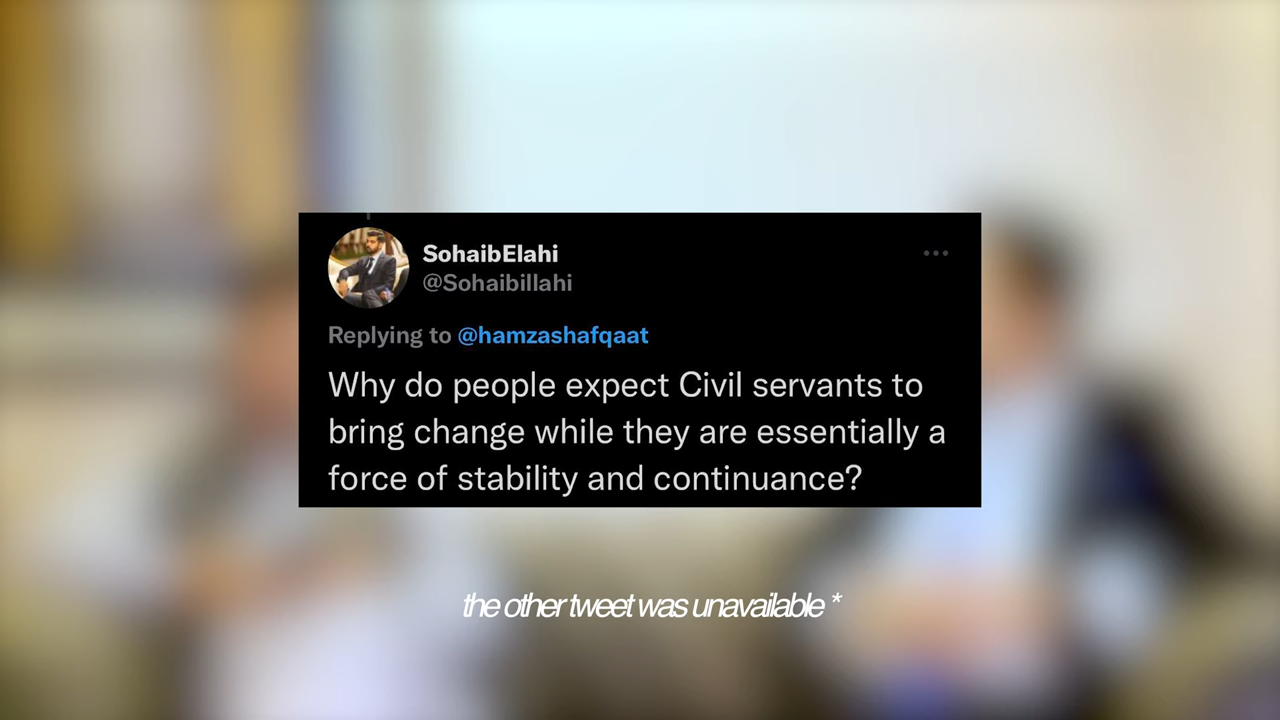 SohaibElahi
@Sohaibillahi
Replying to @hamzashafqaat
Why do people expect Civil servants to
bring change while they are essentially a
force of stability and continuance?
the other tweet was unavailable *